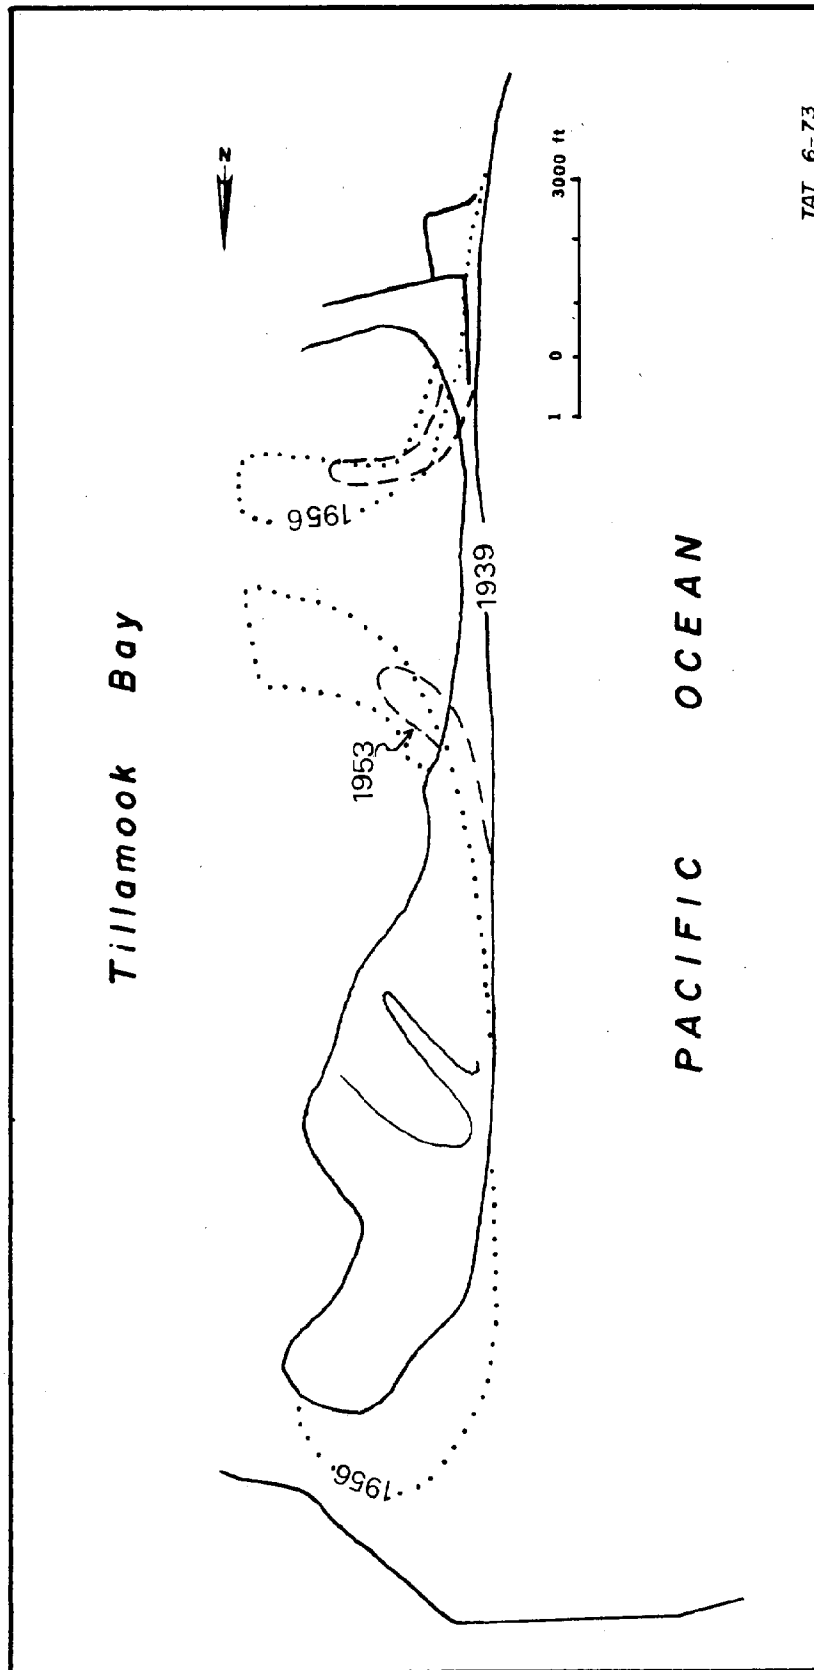 Tillamook Bay
N
1956
1953
1939
1956
1 0 3000 ft
PACIFIC OCEAN
TAT 6-73